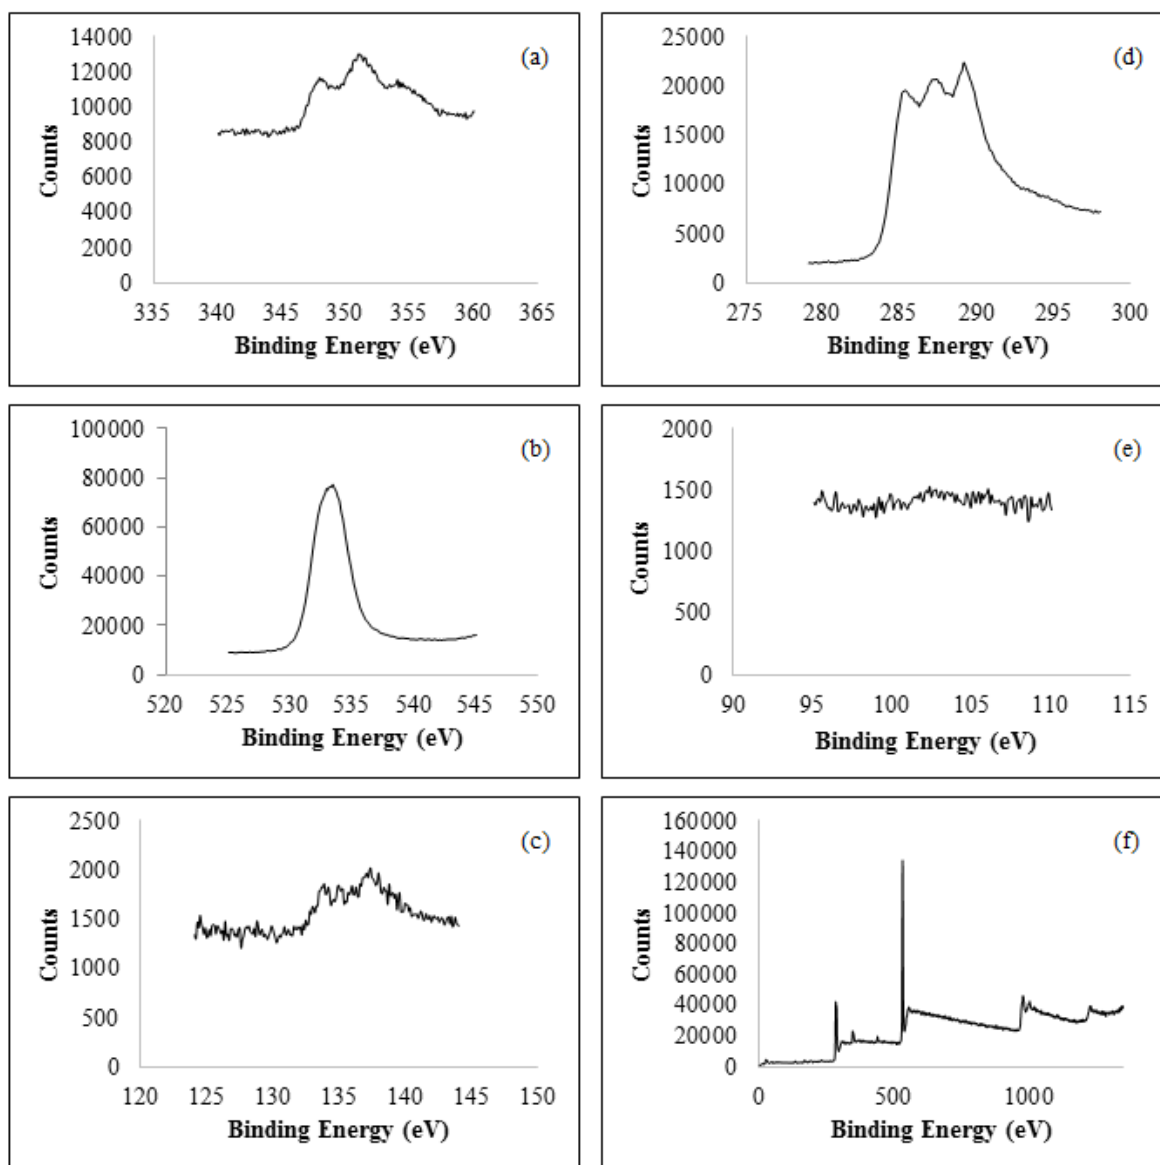 (a)
14000
12000
10000
8000
6000
4000
2000
0
Counts
335 340 345 350 355 360 365
Binding Energy (eV)
(d)
25000
20000
15000
10000
5000
0
Counts
275 280 285 290 295 300
Binding Energy (eV)
(b)
100000
80000
60000
40000
20000
0
Counts
520 525 530 535 540 545 550
Binding Energy (eV)
(e)
2000
1500
1000
500
0
Counts
90 95 100 105 110 115
Binding Energy (eV)
(c)
2500
2000
1500
1000
500
0
Counts
120 125 130 135 140 145 150
Binding Energy (eV)
(f)
160000
140000
120000
100000
80000
60000
40000
20000
0
Counts
0 500 1000
Binding Energy (eV)